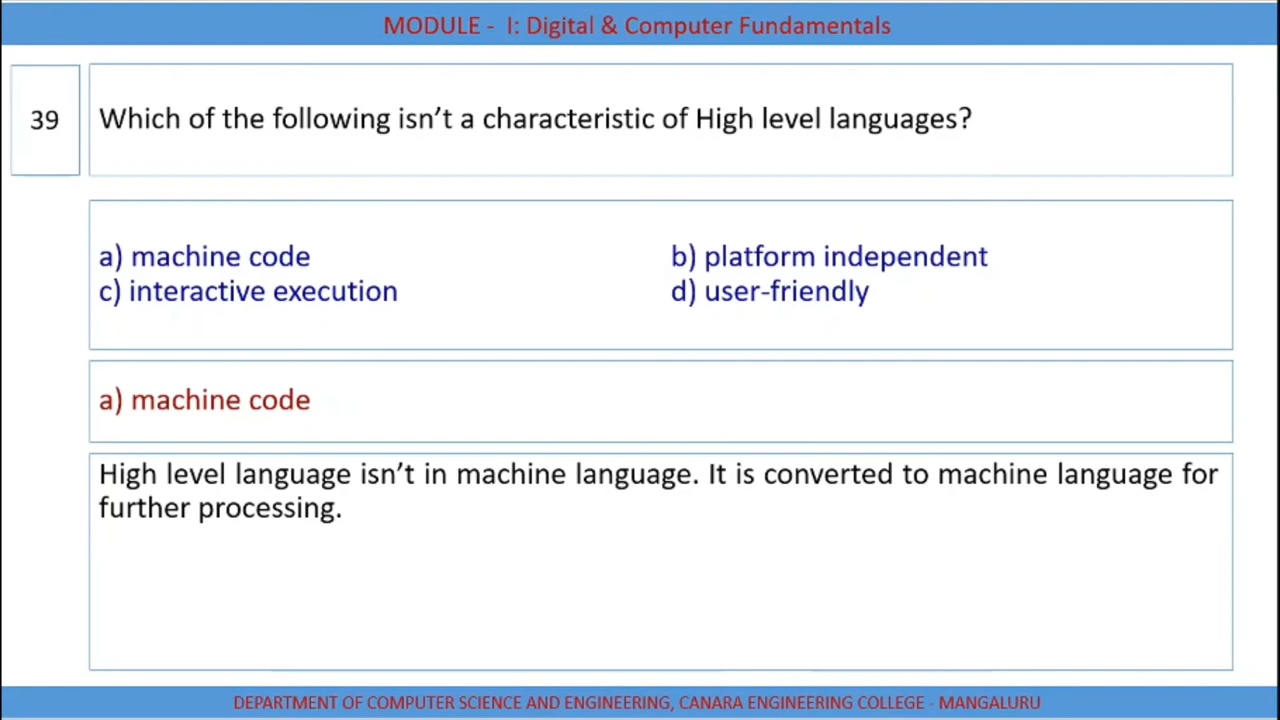 MODULE - I: Digital & Computer Fundamentals
39
Which of the following isn’t a characteristic of High level languages?
a) machine code
b) platform independent
c) interactive execution
d) user-friendly
a) machine code
High level language isn’t in machine language. It is converted to machine language for
further processing.
DEPARTMENT OF COMPUTER SCIENCE AND ENGINEERING, CANARA ENGINEERING COLLEGE - MANGALURU